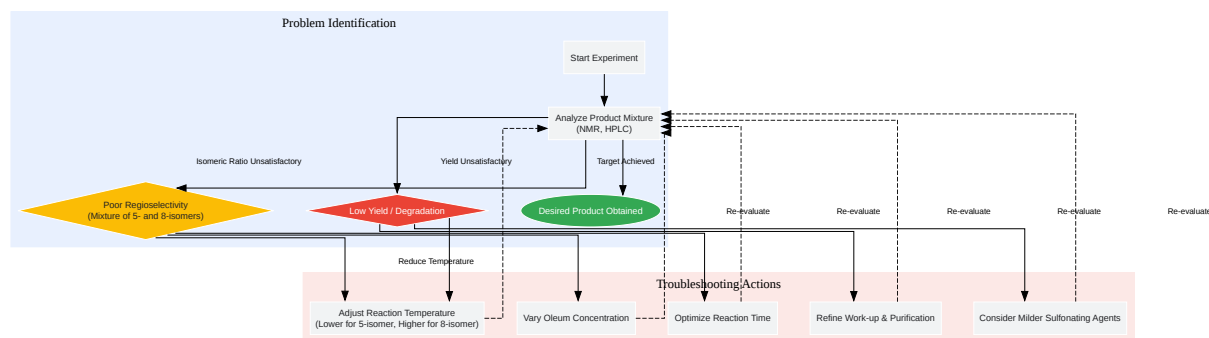 Problem Identification
Start Experiment
Analyze Product Mixture
(NMR, HPLC)
Isomeric Ratio Unsatisfactory
Yield Unsatisfactory
Target Achieved
Poor Regioselectivity
(Mixture of 5- and 8-isomers)
Low Yield / Degradation
Desired Product Obtained
Re-evaluate
Re-evaluate
Re-evaluate
Re-evaluate
Re-evaluate
Reduce Temperature
Troubleshooting Actions
Adjust Reaction Temperature
(Lower for 5-isomer, Higher for 8-isomer)
Vary Oleum Concentration
Optimize Reaction Time
Refine Work-up & Purification
Consider Milder Sulfonating Agents